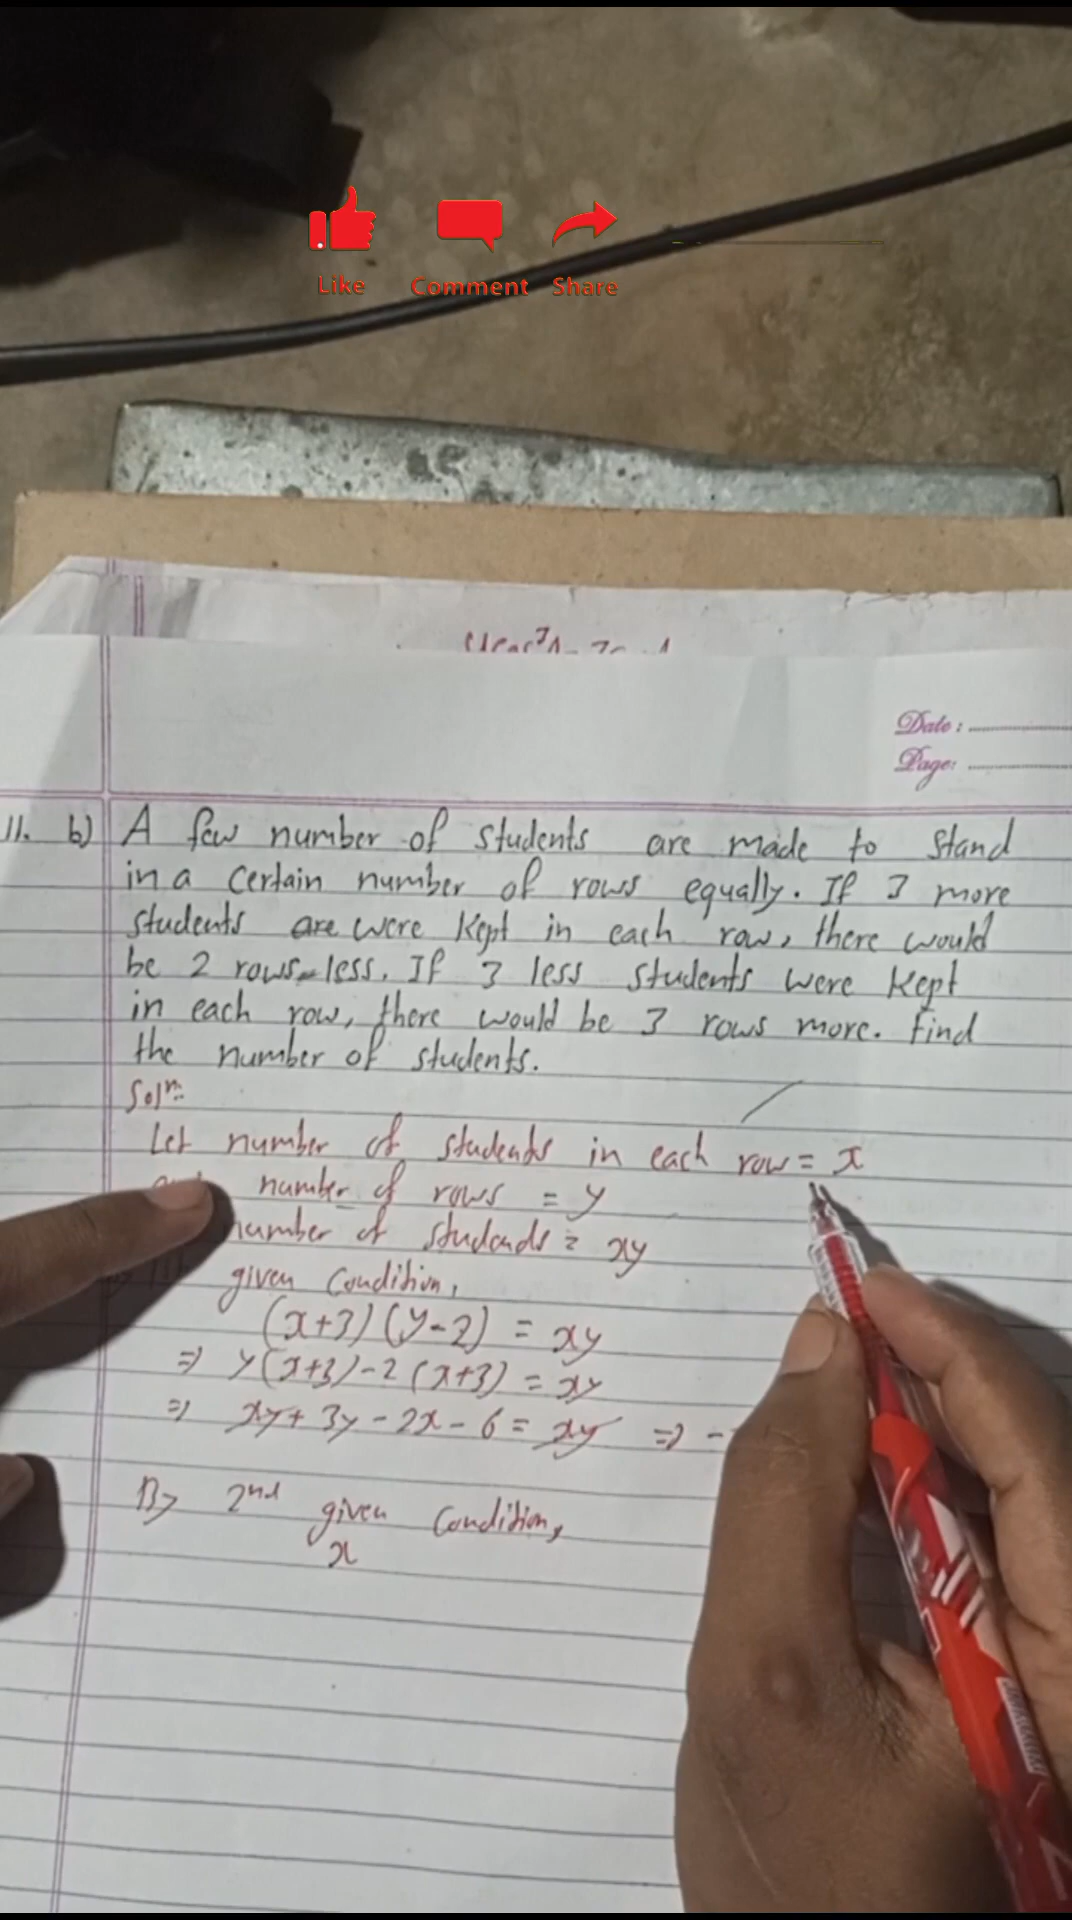 Like Comment Share
Date:
Page:
11. b) A few number of students are made to stand
in a certain number of rows equally. If 3 more
students are were kept in each row, there would
be 2 rows less. If 3 less students were kept
in each row, there would be 3 rows more. Find
the number of students.
Solⁿ:
Let number of students in each row = x
number of rows = y
number of students = xy
given condition,
(x+3)(y-2) = xy
⇒ y(x+3)-2(x+3) = xy
⇒ xy+3y-2x-6 = xy ⇒ -
By 2nd given condition,
x